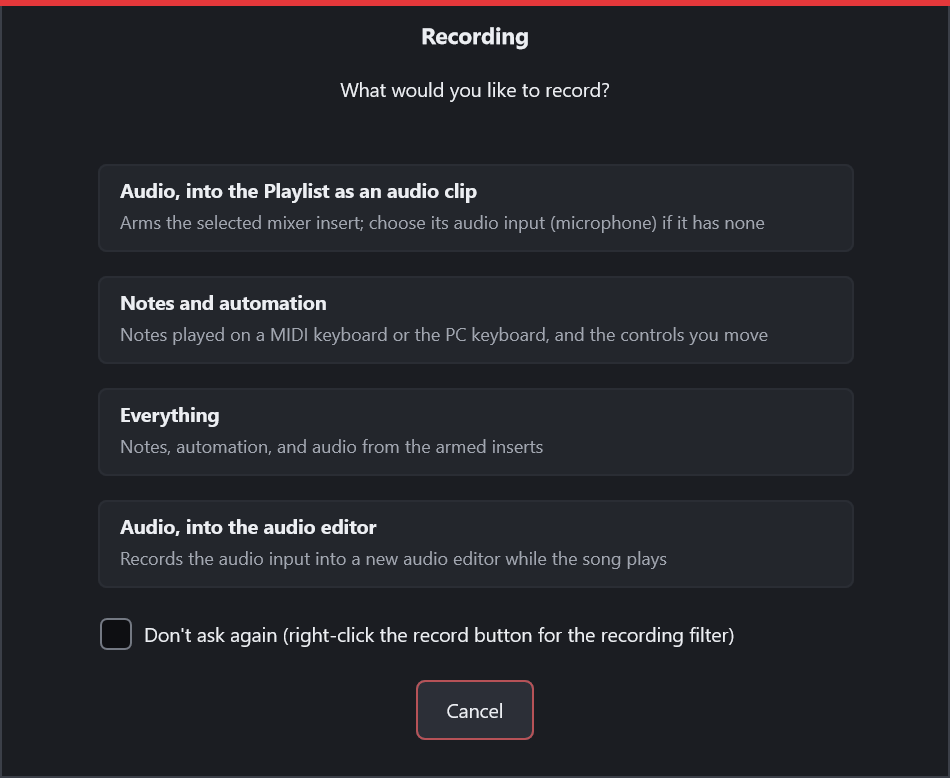 Recording
What would you like to record?
Audio, into the Playlist as an audio clip
Arms the selected mixer insert; choose its audio input (microphone) if it has none
Notes and automation
Notes played on a MIDI keyboard or the PC keyboard, and the controls you move
Everything
Notes, automation, and audio from the armed inserts
Audio, into the audio editor
Records the audio input into a new audio editor while the song plays
Don't ask again (right-click the record button for the recording filter)
Cancel